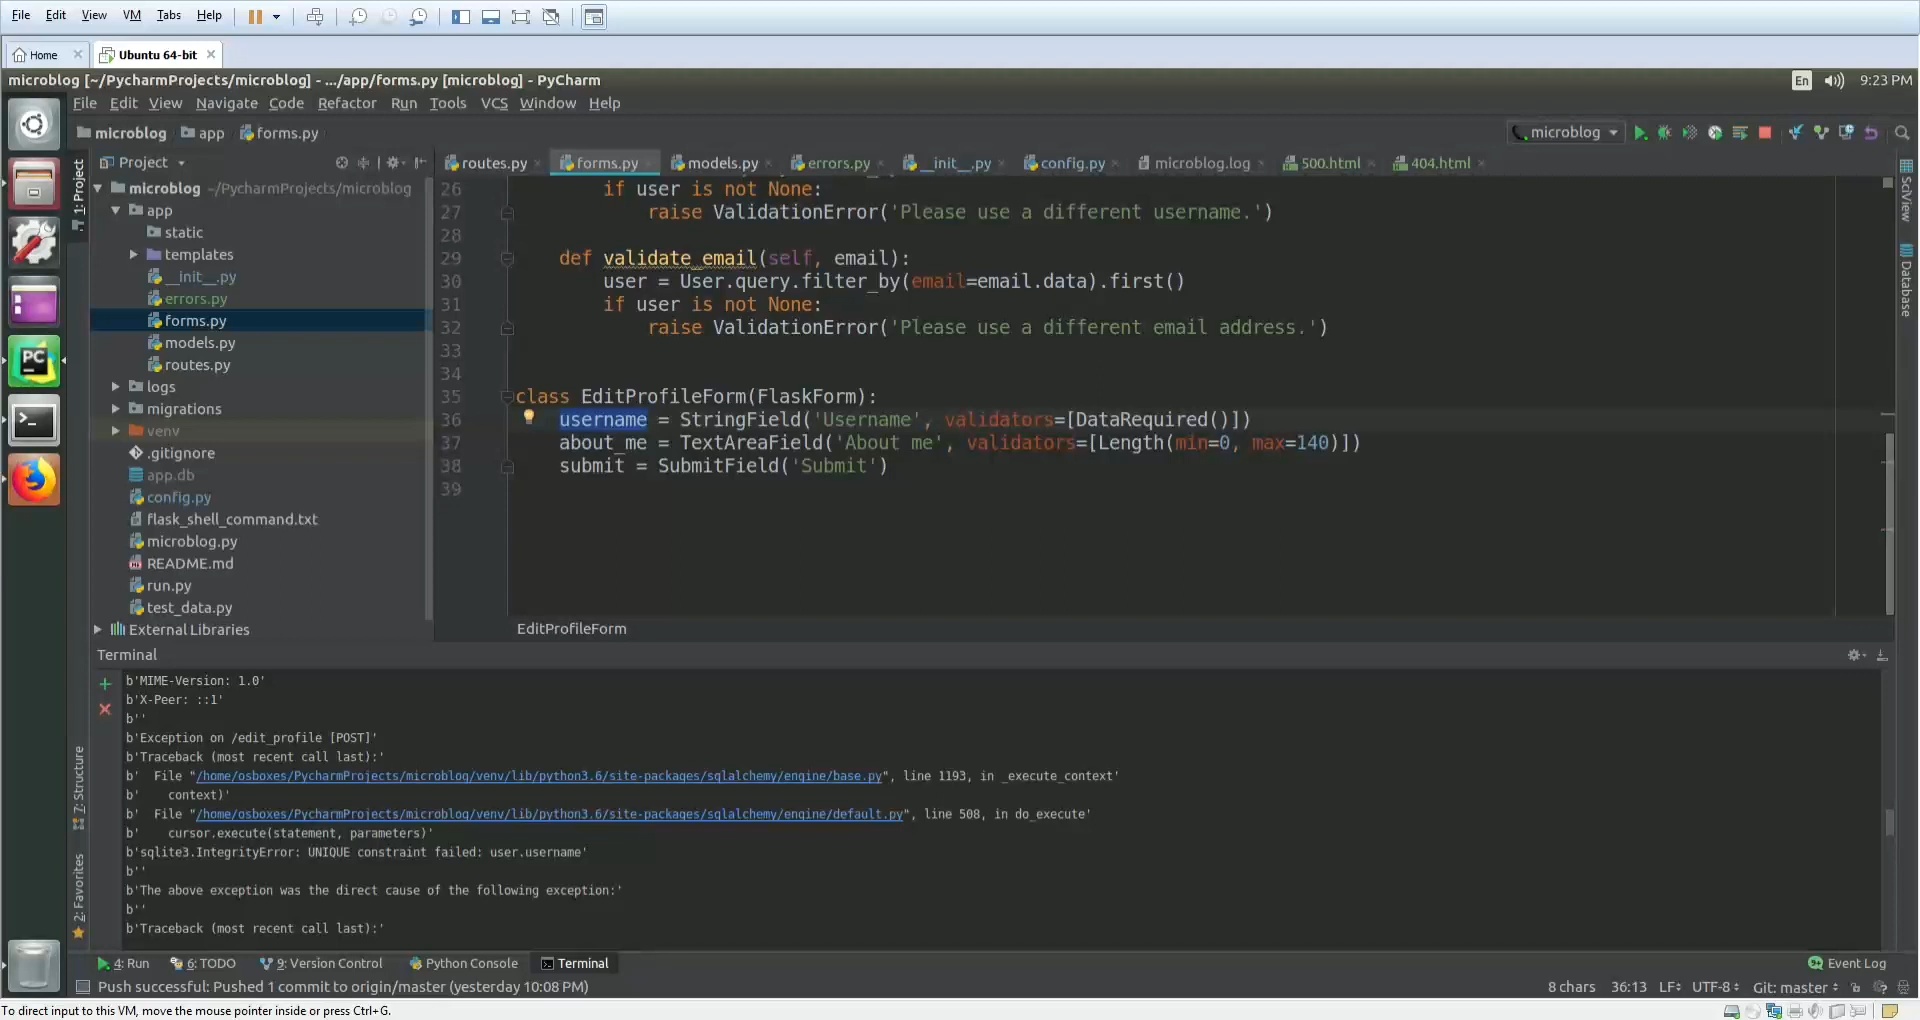 File Edit View VM Tabs Help
Home
Ubuntu 64-bit
microblog [~/PycharmProjects/microblog] - .../app/forms.py [microblog] - PyCharm
En 9:23 PM
File Edit View Navigate Code Refactor Run Tools VCS Window Help
microblog app forms.py
microblog
Project
routes.py forms.py models.py errors.py __init__.py config.py microblog.log 500.html 404.html
1: Project
microblog ~/PycharmProjects/microblog
app
static
templates
__init__.py
errors.py
forms.py
models.py
routes.py
logs
migrations
venv
.gitignore
app.db
config.py
flask_shell_command.txt
microblog.py
README.md
run.py
test_data.py
External Libraries
26 if user is not None:
27 raise ValidationError('Please use a different username.')
28
29 def validate_email(self, email):
30 user = User.query.filter_by(email=email.data).first()
31 if user is not None:
32 raise ValidationError('Please use a different email address.')
33
34
35 class EditProfileForm(FlaskForm):
36 username = StringField('Username', validators=[DataRequired()])
37 about_me = TextAreaField('About me', validators=[Length(min=0, max=140)])
38 submit = SubmitField('Submit')
39
EditProfileForm
SciView
Database
Terminal
b'MIME-Version: 1.0'
b'X-Peer: ::1'
b''
b'Exception on /edit_profile [POST]'
b'Traceback (most recent call last):'
b'  File "/home/osboxes/PycharmProjects/microblog/venv/lib/python3.6/site-packages/sqlalchemy/engine/base.py", line 1193, in _execute_context'
b'    context)'
b'  File "/home/osboxes/PycharmProjects/microblog/venv/lib/python3.6/site-packages/sqlalchemy/engine/default.py", line 508, in do_execute'
b'    cursor.execute(statement, parameters)'
b'sqlite3.IntegrityError: UNIQUE constraint failed: user.username'
b''
b'The above exception was the direct cause of the following exception:'
b''
b'Traceback (most recent call last):'
7: Structure
2: Favorites
4: Run 6: TODO 9: Version Control Python Console Terminal Event Log
Push successful: Pushed 1 commit to origin/master (yesterday 10:08 PM)
8 chars 36:13 LF UTF-8 Git: master
To direct input to this VM, move the mouse pointer inside or press Ctrl+G.